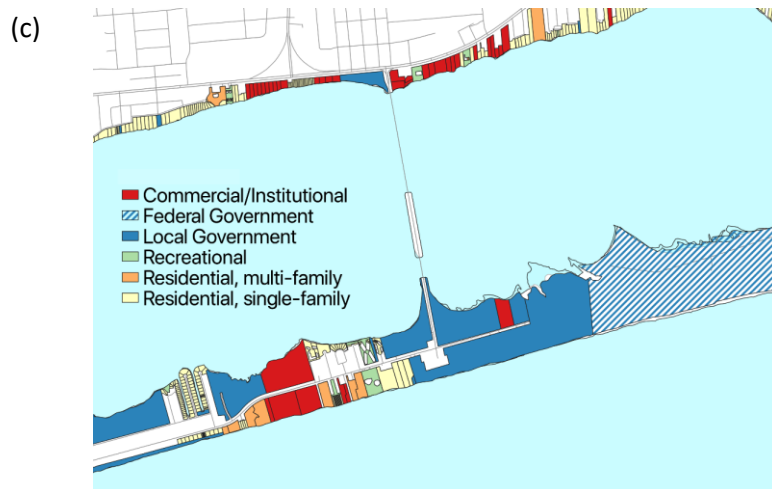 (c)
Commercial/Institutional
Federal Government
Local Government
Recreational
Residential, multi-family
Residential, single-family